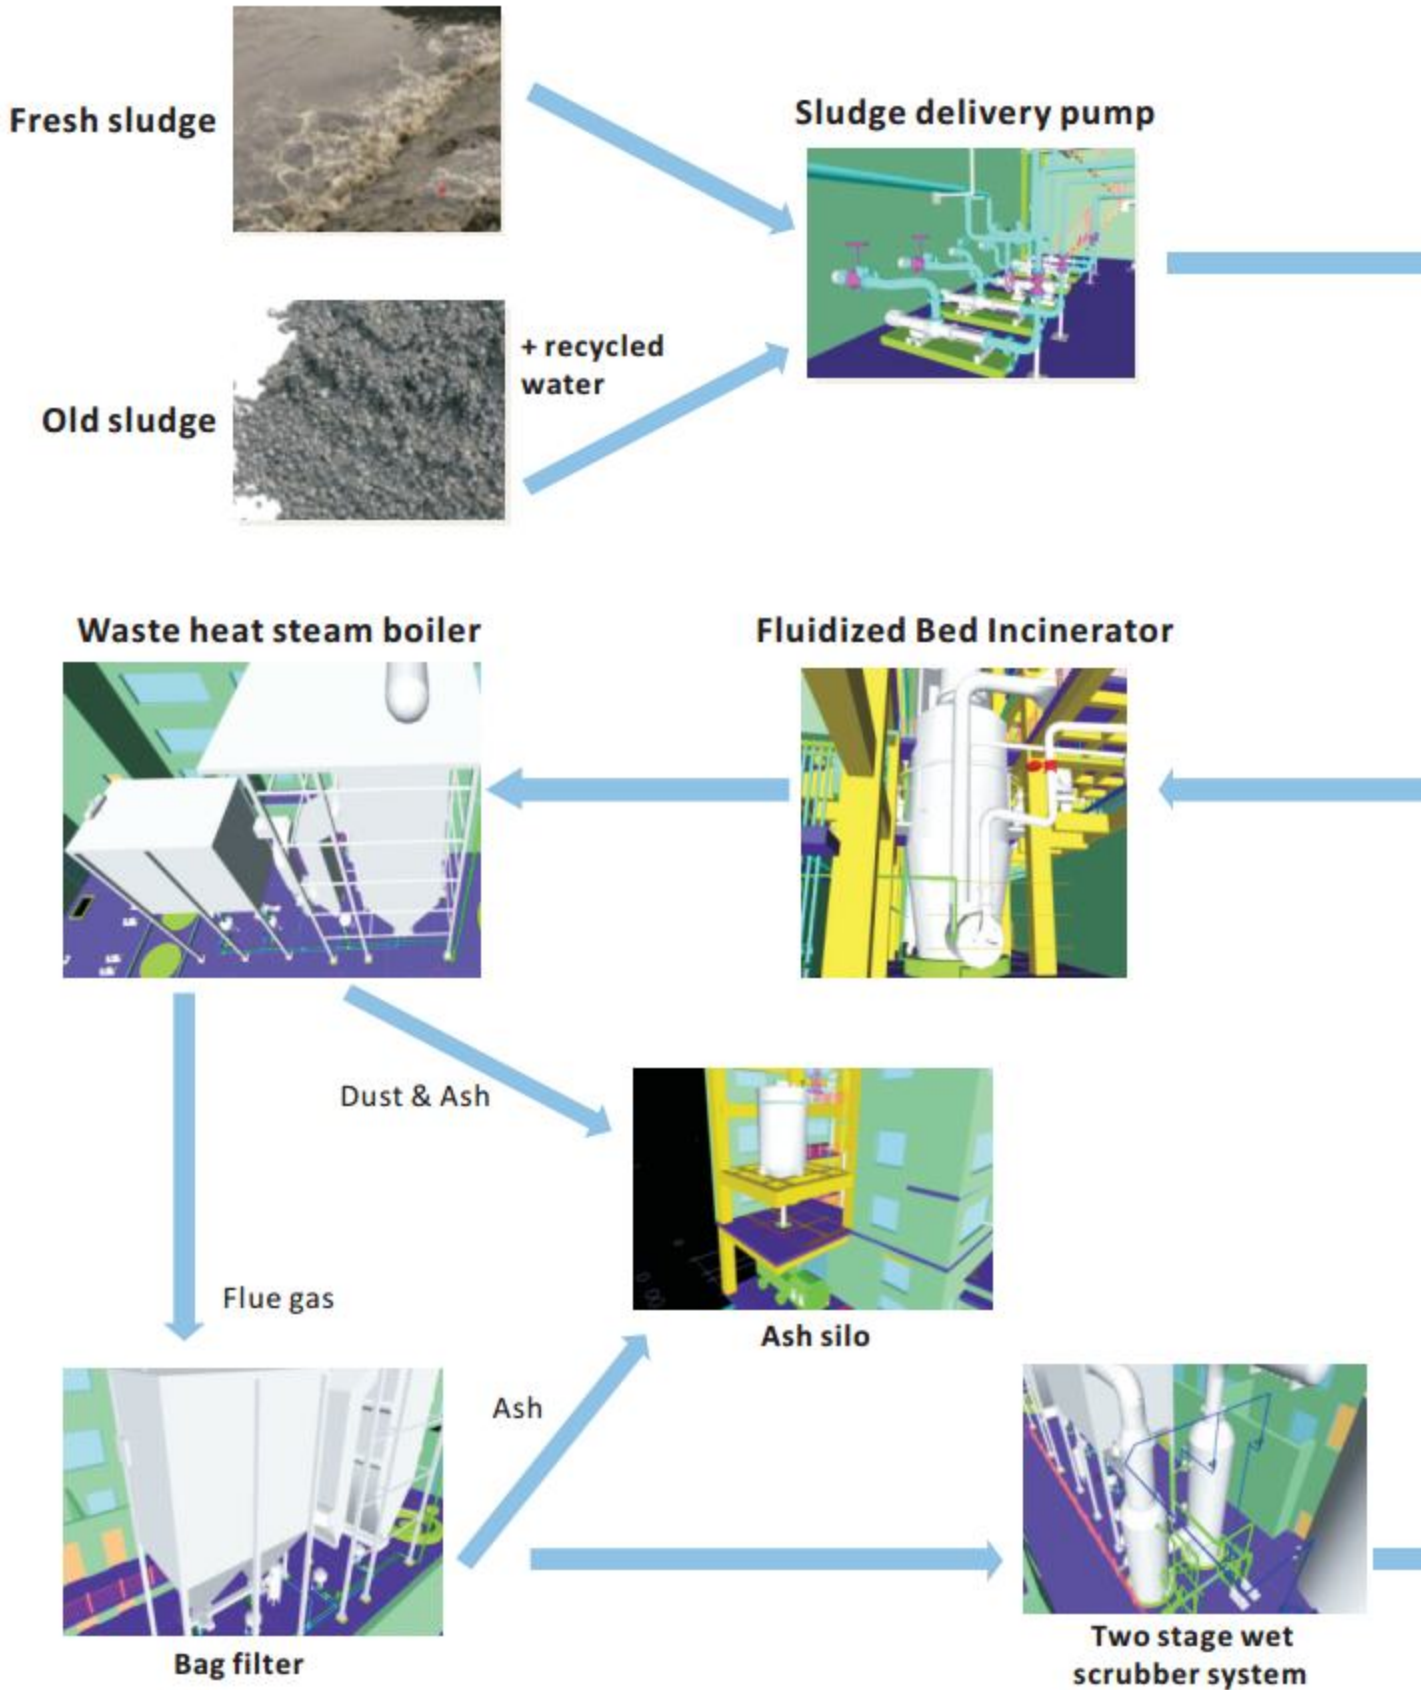 Fresh sludge
Sludge delivery pump
+ recycled
water
Old sludge
Waste heat steam boiler
Fluidized Bed Incinerator
Dust & Ash
Flue gas
Ash silo
Ash
Bag filter
Two stage wet
scrubber system